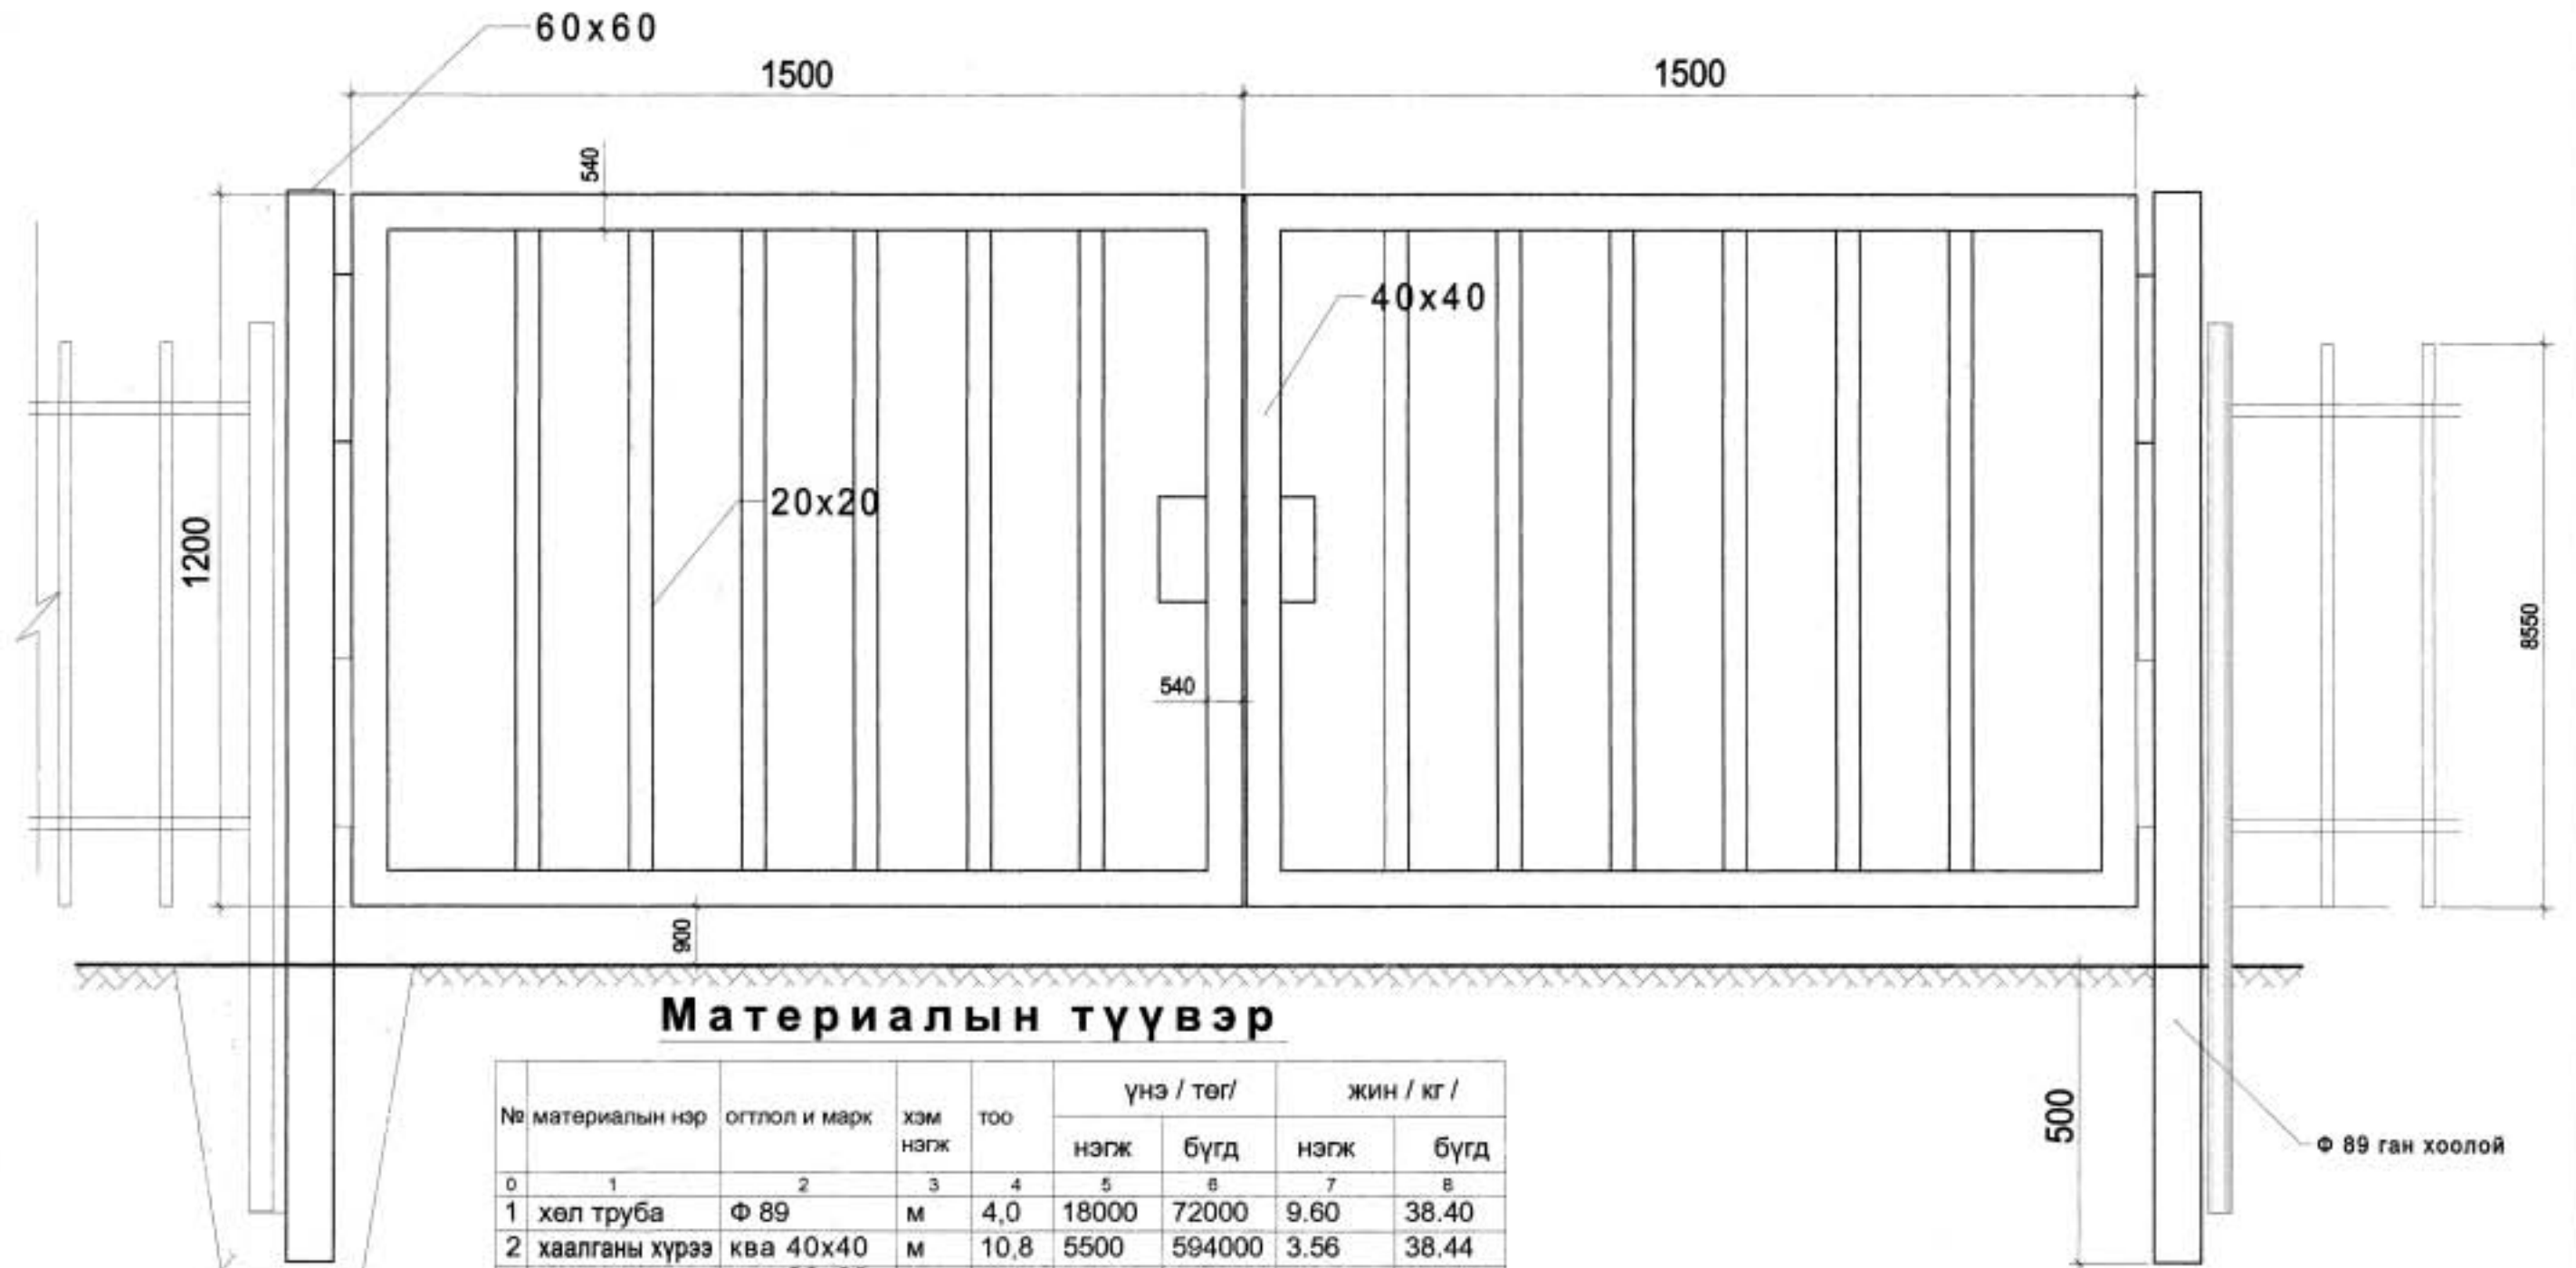 60x60
1500
1500
540
40x40
20x20
1200
8550
540
900
Материалын түүвэр
500
Ф 89 ган хоолой
№ материалын нэр огтлол и марк хэм нэгж тоо үнэ / төг/ жин / кг /
нэгж бүгд нэгж бүгд
0 1 2 3 4 5 6 7 8
1 хөл труба Ф 89 м 4,0 18000 72000 9.60 38.40
2 хаалганы хүрээ ква 40x40 м 10,8 5500 594000 3.56 38.44